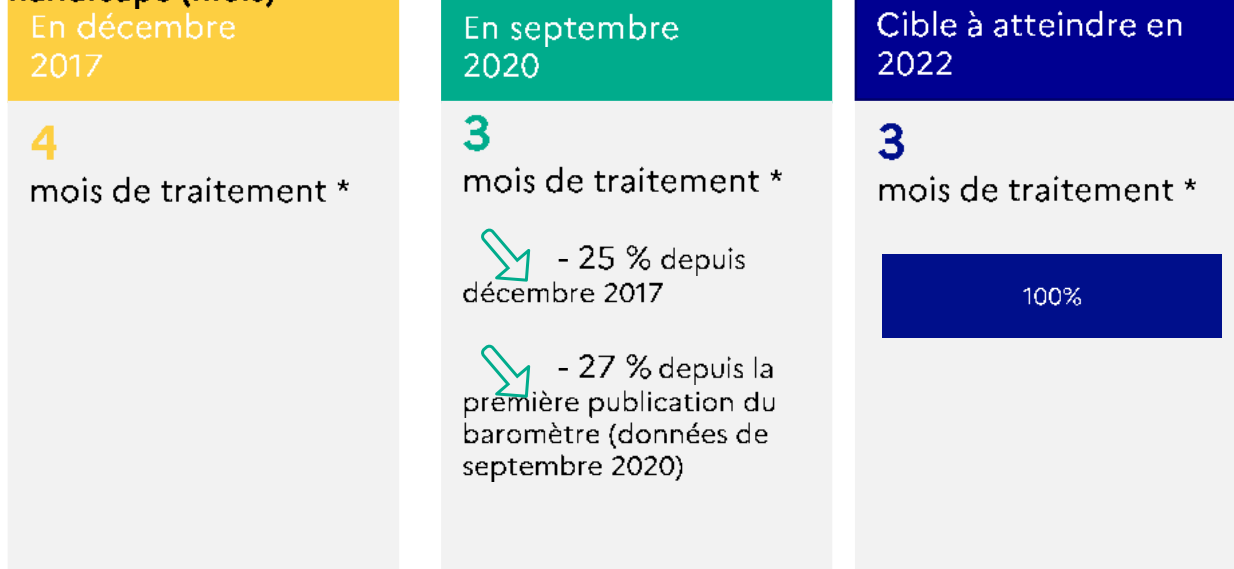 handicapé (mois)
En décembre
2017
4
mois de traitement *
En septembre
2020
3
mois de traitement *
- 25 % depuis
décembre 2017
- 27 % depuis la
première publication du
baromètre (données de
septembre 2020)
Cible à atteindre en
2022
3
mois de traitement *
100%